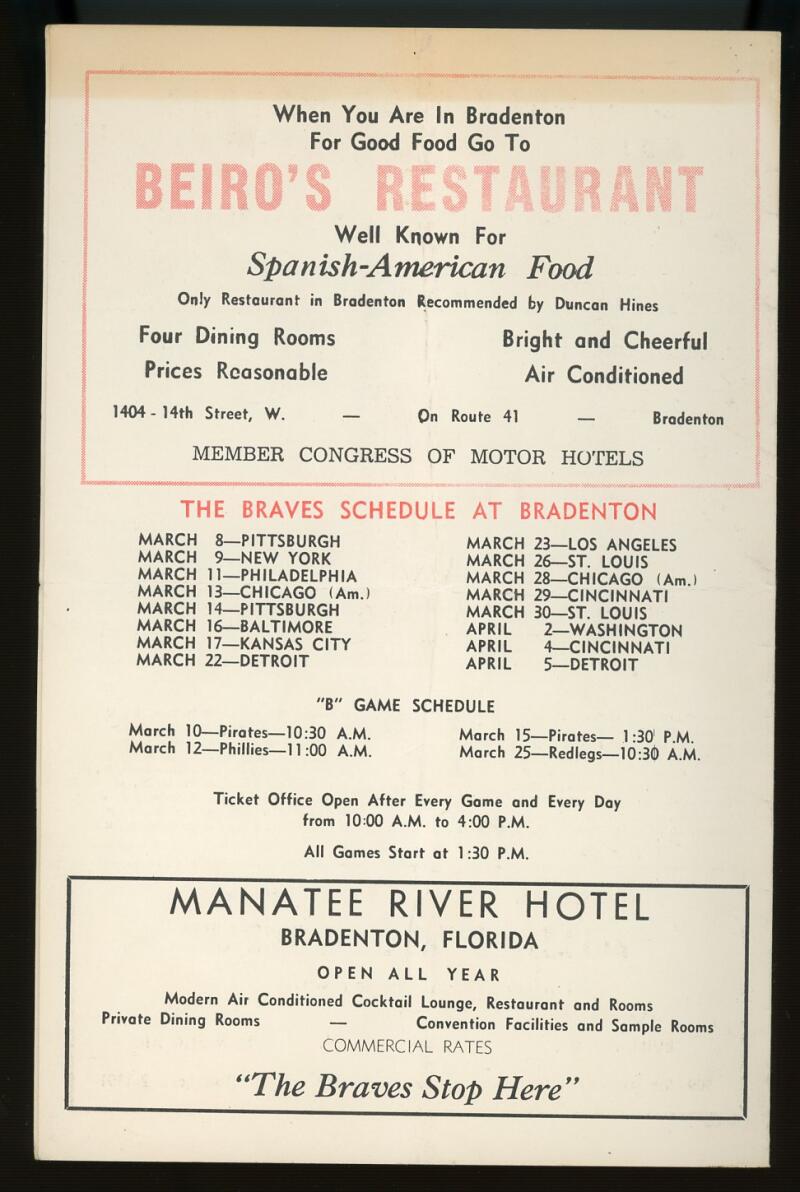 When You Are In Bradenton
For Good Food Go To
BEIRO'S RESTAURANT
Well Known For
Spanish-American Food
Only Restaurant in Bradenton Recommended by Duncan Hines
Four Dining Rooms Bright and Cheerful
Prices Reasonable Air Conditioned
1404 - 14th Street, W. — On Route 41 — Bradenton
MEMBER CONGRESS OF MOTOR HOTELS
THE BRAVES SCHEDULE AT BRADENTON
MARCH 8—PITTSBURGH
MARCH 9—NEW YORK
MARCH 11—PHILADELPHIA
MARCH 13—CHICAGO (Am.)
MARCH 14—PITTSBURGH
MARCH 16—BALTIMORE
MARCH 17—KANSAS CITY
MARCH 22—DETROIT
MARCH 23—LOS ANGELES
MARCH 26—ST. LOUIS
MARCH 28—CHICAGO (Am.)
MARCH 29—CINCINNATI
MARCH 30—ST. LOUIS
APRIL 2—WASHINGTON
APRIL 4—CINCINNATI
APRIL 5—DETROIT
"B" GAME SCHEDULE
March 10—Pirates—10:30 A.M.
March 12—Phillies—11:00 A.M.
March 15—Pirates— 1:30 P.M.
March 25—Redlegs—10:30 A.M.
Ticket Office Open After Every Game and Every Day
from 10:00 A.M. to 4:00 P.M.
All Games Start at 1:30 P.M.
MANATEE RIVER HOTEL
BRADENTON, FLORIDA
OPEN ALL YEAR
Modern Air Conditioned Cocktail Lounge, Restaurant and Rooms
Private Dining Rooms — Convention Facilities and Sample Rooms
COMMERCIAL RATES
"The Braves Stop Here"